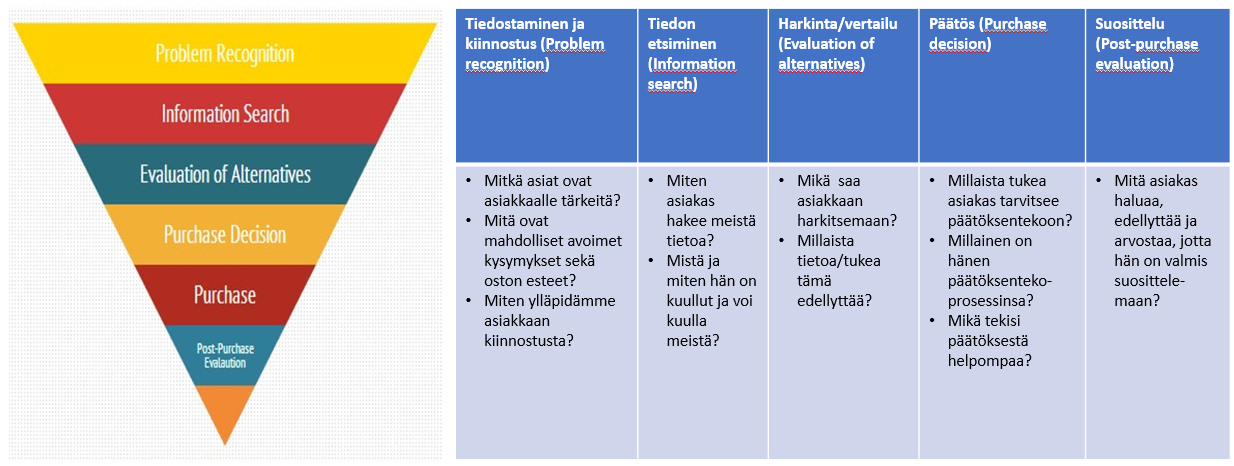 Problem Recognition
Information Search
Evaluation of Alternatives
Purchase Decision
Purchase
Post-Purchase
Evalaution
Tiedostaminen ja
kiinnostus (Problem
recognition)
Tiedon
etsiminen
(Information
search)
Harkinta/vertailu
(Evaluation of
alternatives)
Päätös (Purchase
decision)
Suosittelu
(Post-purchase
evaluation)
• Mitkä asiat ovat
asiakkaalle tärkeitä?
• Mitä ovat
mahdolliset avoimet
kysymykset sekä
oston esteet?
• Miten ylläpidämme
asiakkaan
kiinnostusta?
• Miten
asiakas
hakee meistä
tietoa?
• Mistä ja
miten hän on
kuullut ja voi
kuulla
meistä?
• Mikä saa
asiakkaan
harkitsemaan?
• Millaista
tietoa/tukea
tämä
edellyttää?
• Millaista tukea
asiakas tarvitsee
päätöksentekoon?
• Millainen on
hänen
päätöksenteko-
prosessinsa?
• Mikä tekisi
päätöksestä
helpompaa?
• Mitä asiakas
haluaa,
edellyttää ja
arvostaa, jotta
hän on valmis
suosittele-
maan?